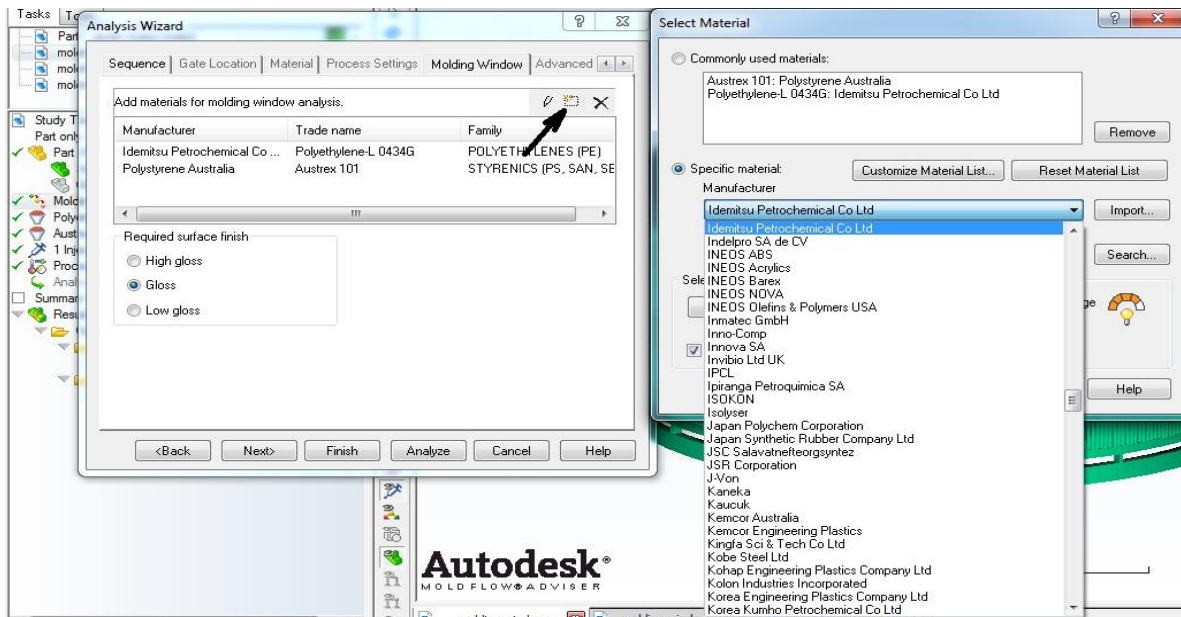 Tasks
Part
mold
mold
mold
Study T
Part only
Part
Mold
Poly
Aust
1 Inje
Proc
Anal
Summar
Resu
Analysis Wizard
Sequence Gate Location Material Process Settings Molding Window Advanced
Add materials for molding window analysis.
Manufacturer Trade name Family
Idemitsu Petrochemical Co ... Polyethylene-L 0434G POLYETHYLENES (PE)
Polystyrene Australia Austrex 101 STYRENICS (PS, SAN, SE
Required surface finish
High gloss
Gloss
Low gloss
<Back Next> Finish Analyze Cancel Help
Autodesk®
MOLDFLOW® ADVISER
Select Material
Commonly used materials:
Austrex 101: Polystyrene Australia
Polyethylene-L 0434G: Idemitsu Petrochemical Co Ltd
Remove
Specific material: Customize Material List... Reset Material List
Manufacturer
Idemitsu Petrochemical Co Ltd Import...
Search...
Sele
ge
Help
Idemitsu Petrochemical Co Ltd
Indelpro SA de CV
INEOS ABS
INEOS Acrylics
INEOS Barex
INEOS NOVA
INEOS Olefins & Polymers USA
Inmatec GmbH
Inno-Comp
Innova SA
Invibio Ltd UK
IPCL
Ipiranga Petroquimica SA
ISOKON
Isolyser
Japan Polychem Corporation
Japan Synthetic Rubber Company Ltd
JSC Salavatnefteorgsyntez
JSR Corporation
J-Von
Kaneka
Kaucuk
Kemcor Australia
Kemcor Engineering Plastics
Kingfa Sci & Tech Co Ltd
Kobe Steel Ltd
Kohap Engineering Plastics Company Ltd
Kolon Industries Incorporated
Korea Engineering Plastics Company Ltd
Korea Kumho Petrochemical Co Ltd